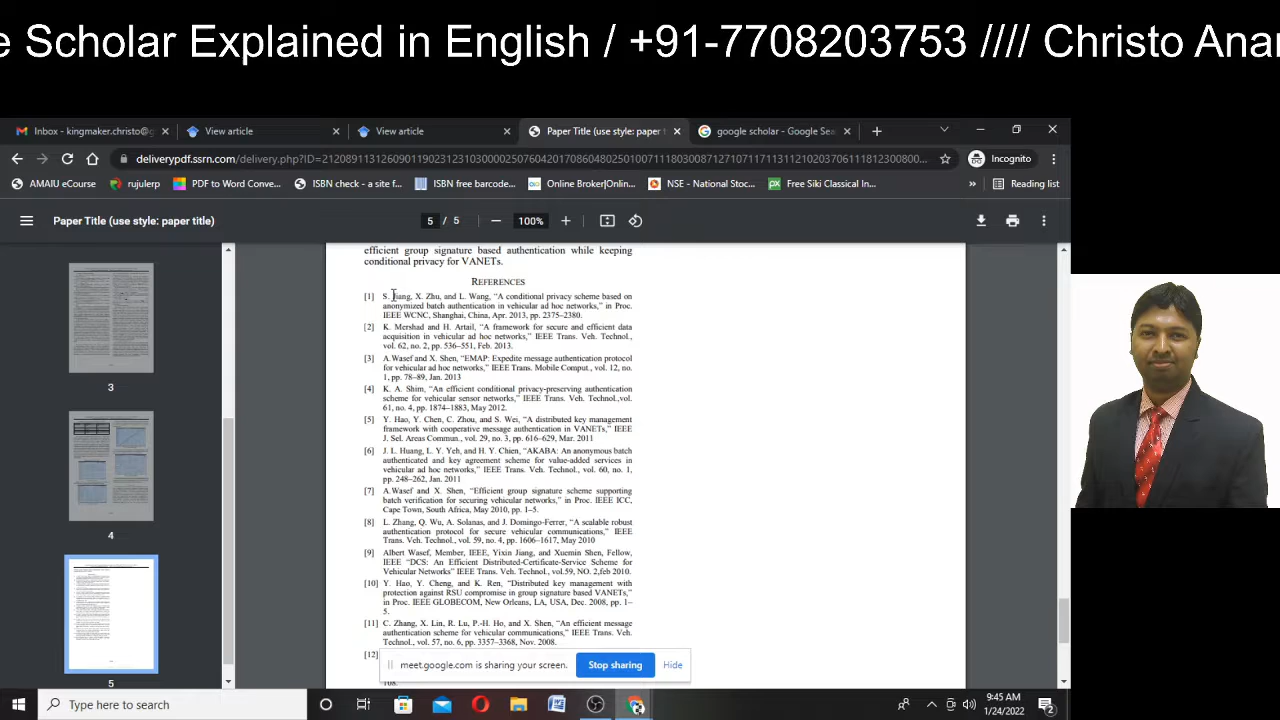 e Scholar Explained in English / +91-7708203753 //// Christo Anan
Inbox - kingmaker.christo@g
View article
View article
Paper Title (use style: paper t
google scholar - Google Sea
deliverypdf.ssrn.com/delivery.php?ID=
Incognito
AMAIU eCourse
rujulerp
PDF to Word Conve...
ISBN check - a site f...
ISBN free barcode...
Online Broker|Onlin...
NSE - National Stoc...
Free Siki Classical In...
»
Reading list
Paper Title (use style: paper title)
5 / 5
100%
efficient group signature based authentication while keeping
conditional privacy for VANETs.
REFERENCES
[1] S. Jiang, X. Zhu, and L. Wang, “A conditional privacy scheme based on
anonymized batch authentication in vehicular ad hoc networks,” in Proc.
IEEE WCNC, Shanghai, China, Apr. 2013, pp. 2375–2380.
[2] K. Mershad and H. Artail, “A framework for secure and efficient data
acquisition in vehicular ad hoc networks,” IEEE Trans. Veh. Technol.,
vol. 62, no. 2, pp. 536–551, Feb. 2013.
[3] A.Wasef and X. Shen, “EMAP: Expedite message authentication protocol
for vehicular ad hoc networks,” IEEE Trans. Mobile Comput., vol. 12, no.
1, pp. 78–89, Jan. 2013
[4] K. A. Shim, “An efficient conditional privacy-preserving authentication
scheme for vehicular sensor networks,” IEEE Trans. Veh. Technol.,vol.
61, no. 4, pp. 1874–1883, May 2012.
[5] Y. Hao, Y. Chen, C. Zhou, and S. Wei, “A distributed key management
framework with cooperative message authentication in VANETs,” IEEE
J. Sel. Areas Commun., vol. 29, no. 3, pp. 616–629, Mar. 2011
[6] J. L. Huang, L. Y. Yeh, and H. Y. Chien, “AKABA: An anonymous batch
authenticated and key agreement scheme for value-added services in
vehicular ad hoc networks,” IEEE Trans. Veh. Technol., vol. 60, no. 1,
pp. 248–262, Jan. 2011
[7] A.Wasef and X. Shen, “Efficient group signature scheme supporting
batch verification for securing vehicular networks,” in Proc. IEEE ICC,
Cape Town, South Africa, May 2010, pp. 1–5.
[8] L. Zhang, Q. Wu, A. Solanas, and J. Domingo-Ferrer, “A scalable robust
authentication protocol for secure vehicular communications,” IEEE
Trans. Veh. Technol., vol. 59, no. 4, pp. 1606–1617, May 2010
[9] Albert Wasef, Member, IEEE, Yixin Jiang, and Xuemin Shen, Fellow,
IEEE “DCS: An Efficient Distributed-Certificate-Service Scheme for
Vehicular Networks” IEEE Trans. Veh. Technol., vol.59, NO. 2,feb 2010.
[10] Y. Hao, Y. Cheng, and K. Ren, “Distributed key management with
protection against RSU compromise in group signature based VANETs,”
in Proc. IEEE GLOBECOM, New Orleans, LA, USA, Dec. 2008, pp. 1–
5.
[11] C. Zhang, X. Lin, R. Lu, P.-H. Ho, and X. Shen, “An efficient message
authentication scheme for vehicular communications,” IEEE Trans. Veh.
Technol., vol. 57, no. 6, pp. 3357–3368, Nov. 2008.
[12]
108.
3
4
5
meet.google.com is sharing your screen.
Stop sharing
Hide
Type here to search
9:45 AM
1/24/2022
2